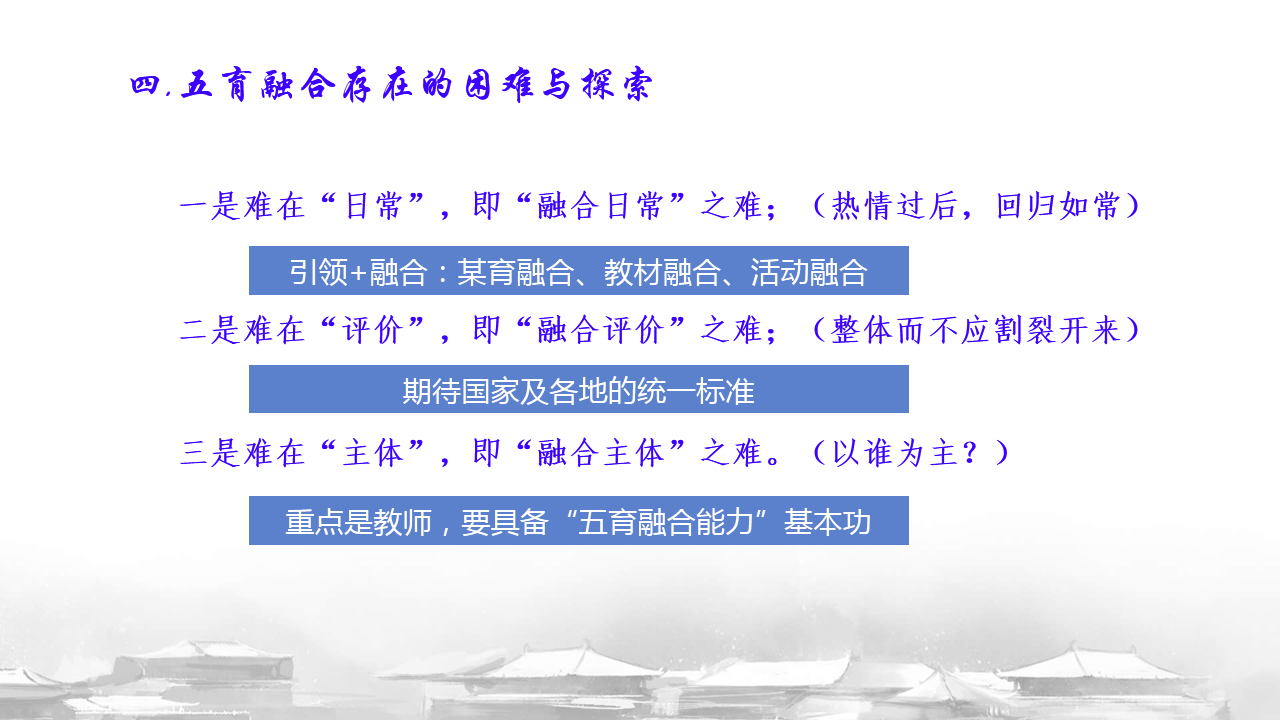 四.五育融合存在的困难与探索
一是难在“日常”，即“融合日常”之难；（热情过后，回归如常）
引领+融合：某育融合、教材融合、活动融合
二是难在“评价”，即“融合评价”之难；（整体而不应割裂开来）
期待国家及各地的统一标准
三是难在“主体”，即“融合主体”之难。（以谁为主？）
重点是教师，要具备“五育融合能力”基本功